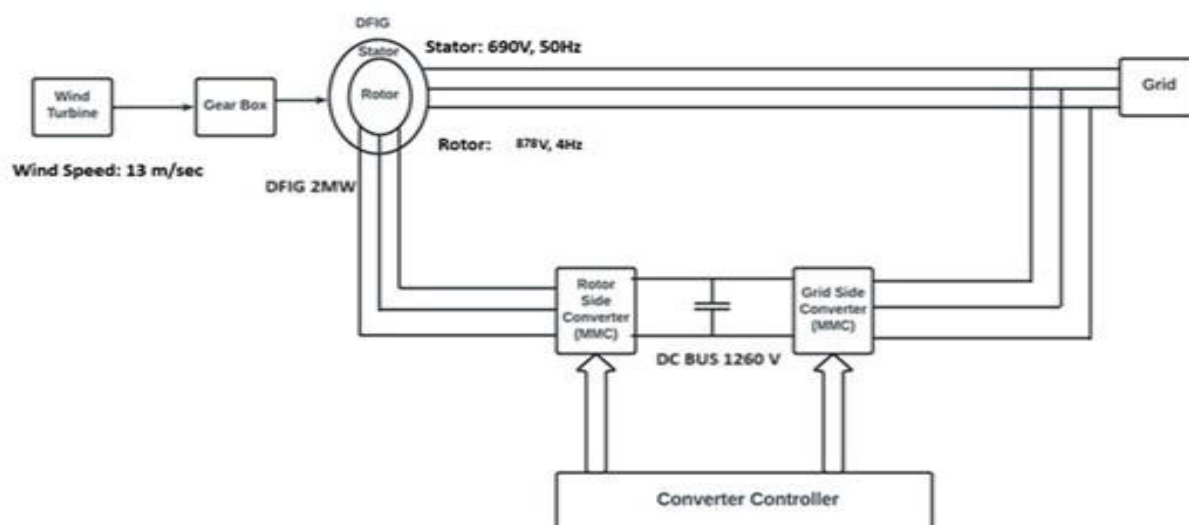 DFIG
Stator
Stator: 690V, 50Hz
Wind
Turbine
Gear Box
Rotor
Grid
Rotor: 878V, 4Hz
Wind Speed: 13 m/sec
DFIG 2MW
Rotor
Side
Converter
(MMC)
Grid Side
Converter
(MMC)
DC BUS 1260 V
Converter Controller